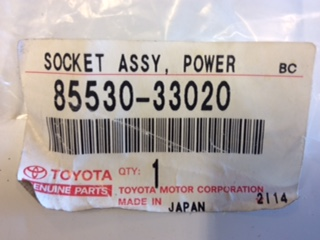 SOCKET ASSY, POWER BC
85530-33020
TOYOTA QTY: 1
GENUINE PARTS TOYOTA MOTOR CORPORATION
MADE IN JAPAN 2114